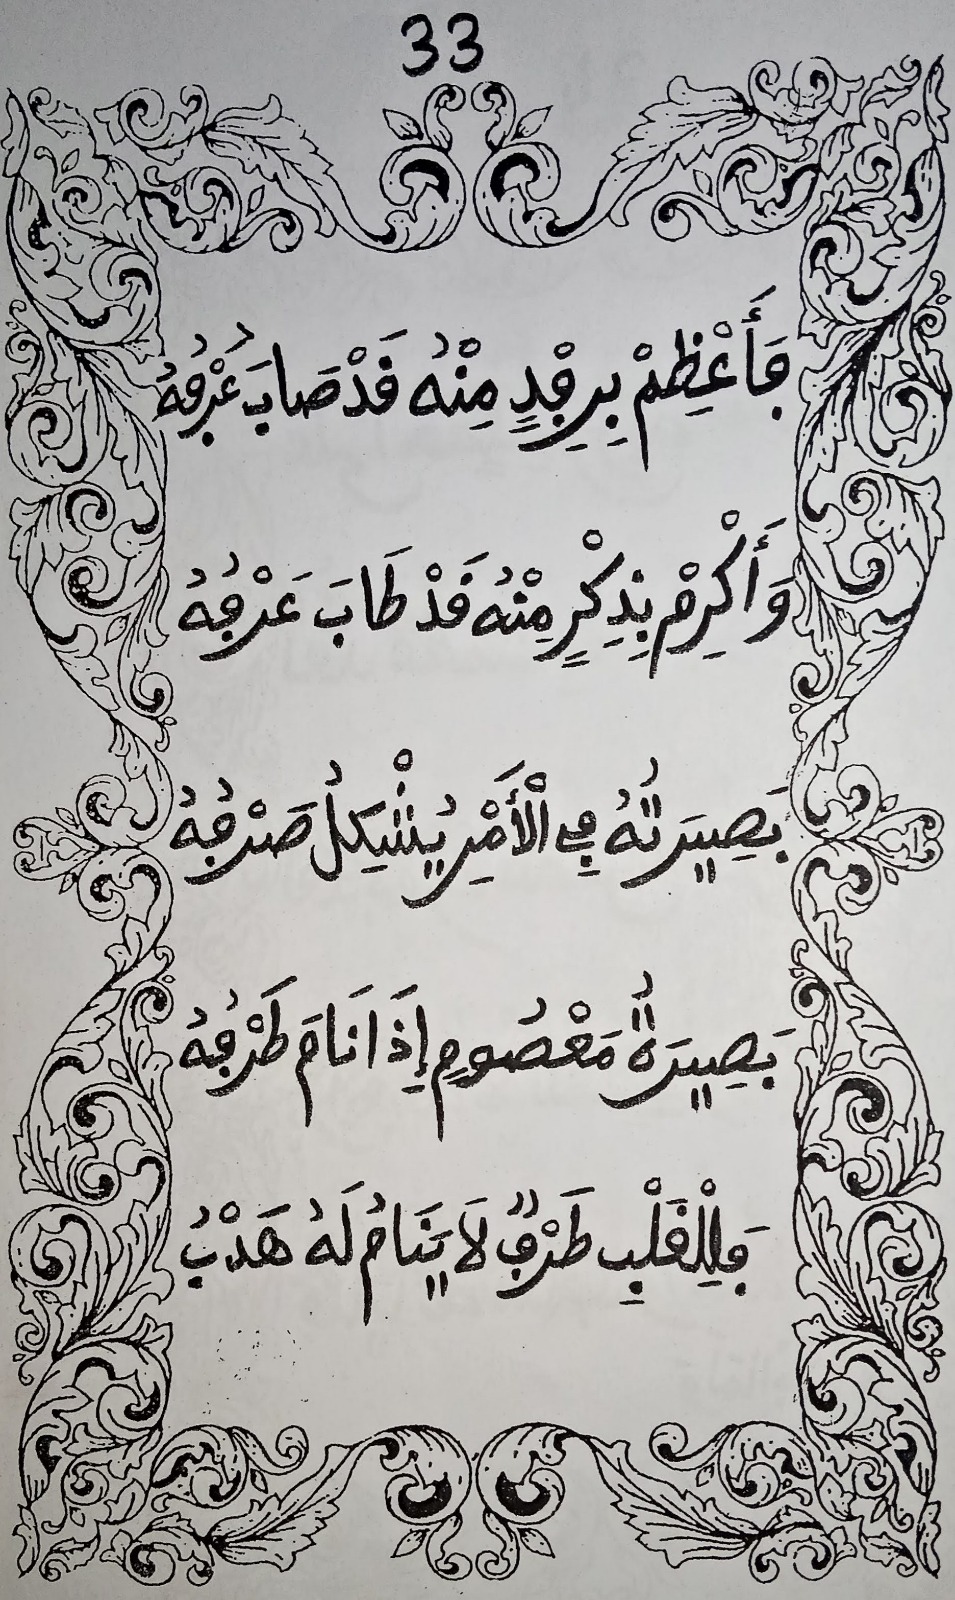 33
فَأَعْظِمْ بِرِفْدٍ مِنْهُ قَدْ صَابَ عُرْفُهُ
وَأَكْرِمْ بِذِكْرٍ مِنْهُ قَدْ طَابَ عَرْفُهُ
بَصِيرَتُهُ فِي الْأَمْرِ يُشْكِلُ صَرْفُهُ
بَصِيرَةُ مَعْصُومٍ إِذَا نَامَ طَرْفُهُ
فَلِلْقَلْبِ طَرْفٌ لَا يَنَامُ لَهُ هَدْبُ